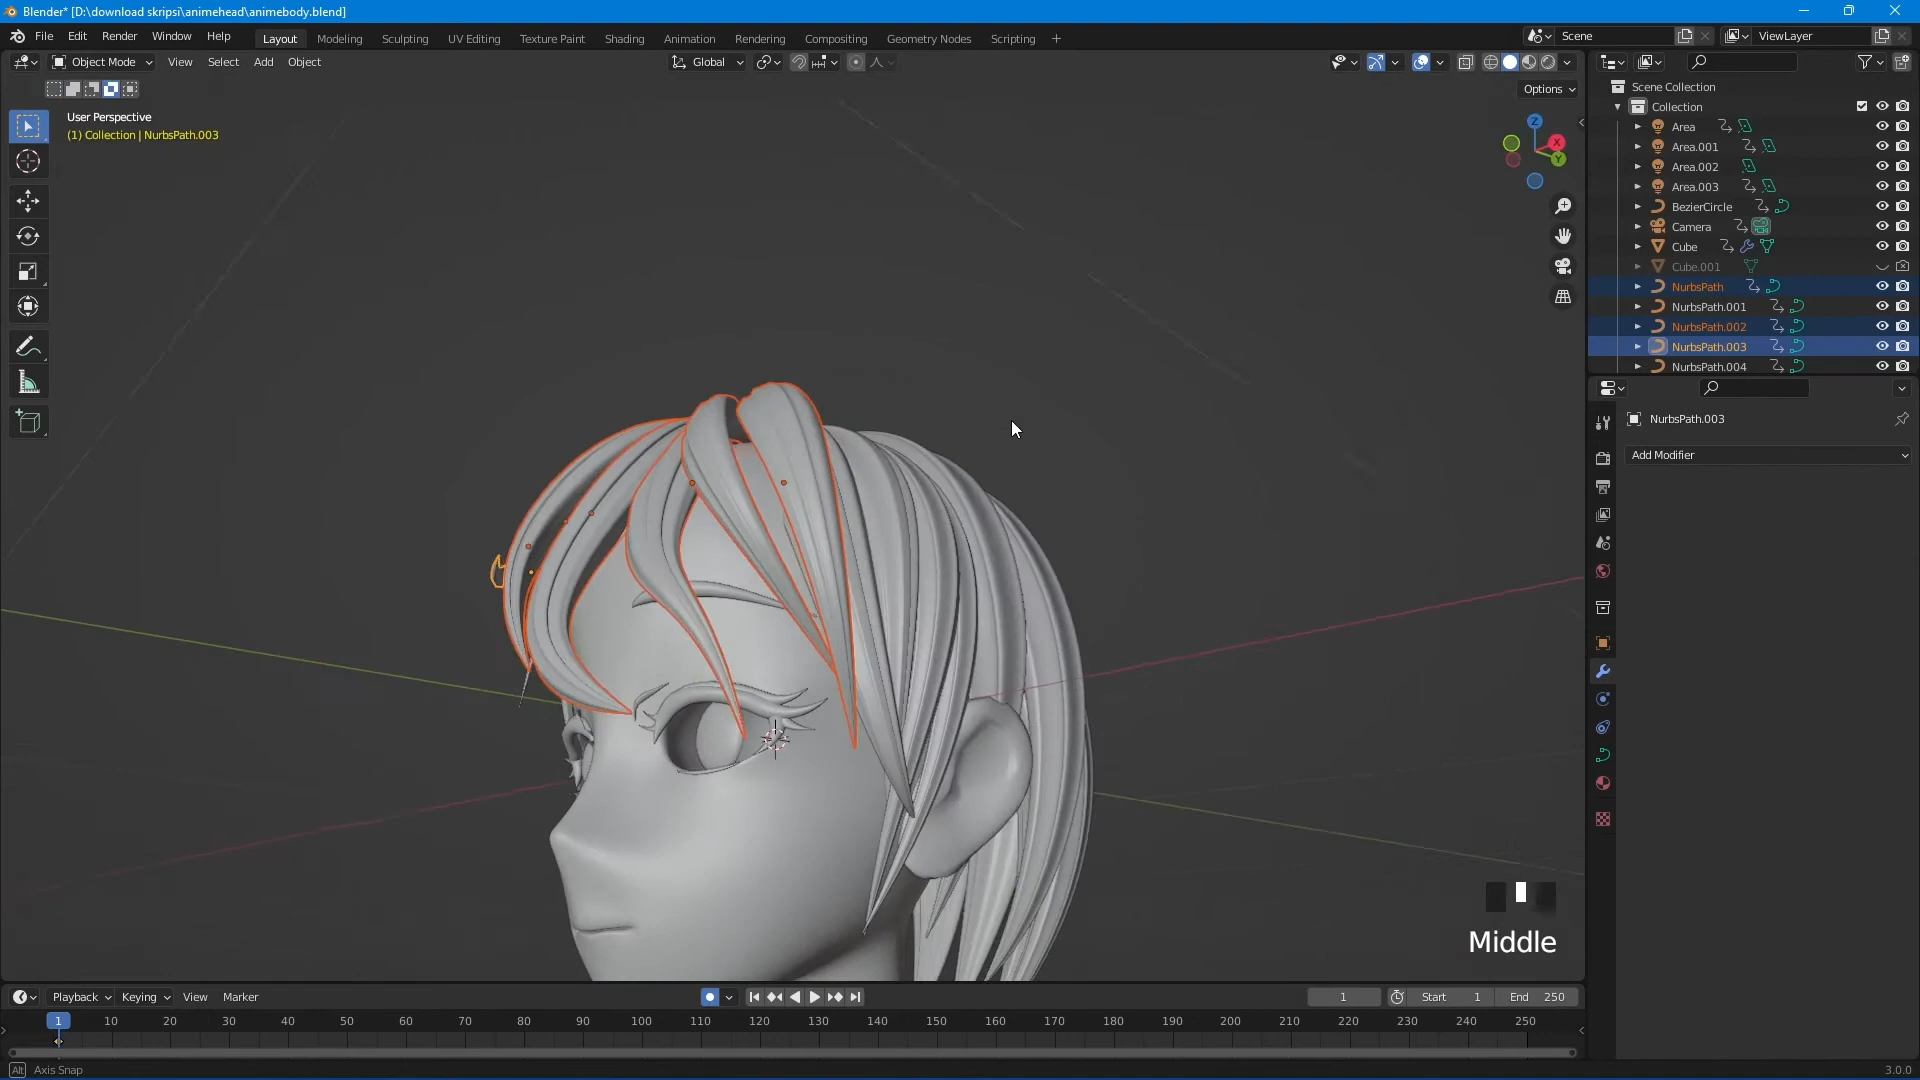 Blender* [D:\download skripsi\animehead\animebody.blend]
File Edit Render Window Help Layout Modeling Sculpting UV Editing Texture Paint Shading Animation Rendering Compositing Geometry Nodes Scripting + Scene ViewLayer
Object Mode View Select Add Object Global
Options
User Perspective
(1) Collection | NurbsPath.003
Z
X
Y
Scene Collection
Collection
Area
Area.001
Area.002
Area.003
BezierCircle
Camera
Cube
Cube.001
NurbsPath
NurbsPath.001
NurbsPath.002
NurbsPath.003
NurbsPath.004
NurbsPath.003
Add Modifier
Middle
Playback Keying View Marker 1 Start 1 End 250
1 10 20 30 40 50 60 70 80 90 100 110 120 130 140 150 160 170 180 190 200 210 220 230 240 250
Alt Axis Snap
3.0.0